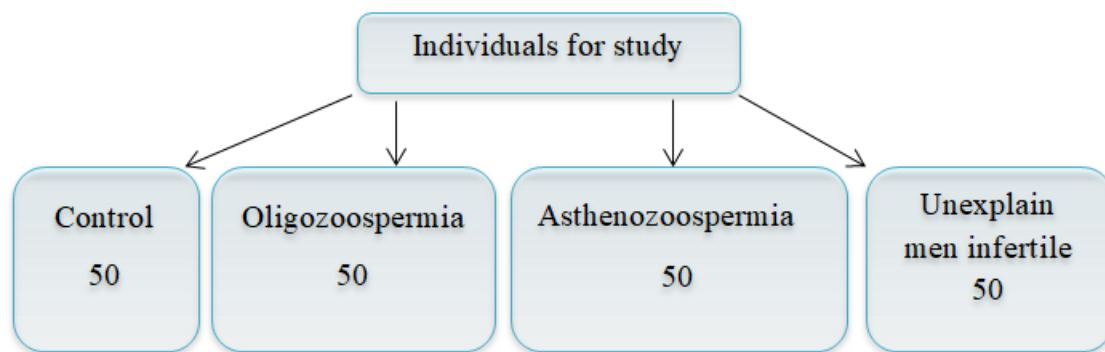 Individuals for study
Control
50
Oligozoospermia
50
Asthenozoospermia
50
Unexplain
men infertile
50